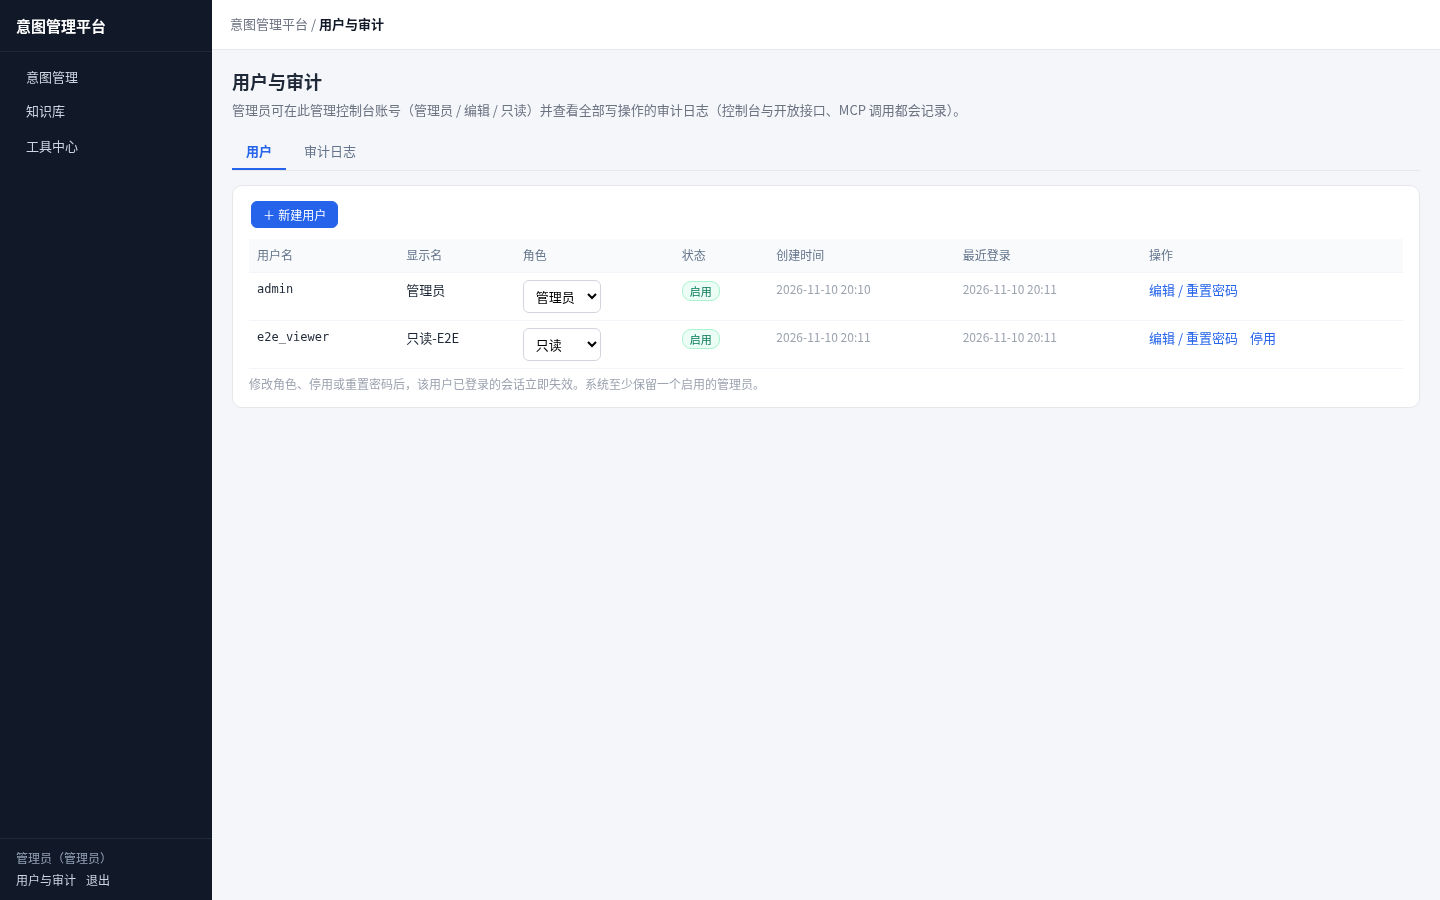 意图管理平台
意图管理
知识库
工具中心
管理员（管理员）
用户与审计 退出
意图管理平台 / 用户与审计
用户与审计
管理员可在此管理控制台账号（管理员 / 编辑 / 只读）并查看全部写操作的审计日志（控制台与开放接口、MCP 调用都会记录）。
用户 审计日志
＋ 新建用户
用户名 显示名 角色 状态 创建时间 最近登录 操作
admin 管理员 管理员 启用 2026-11-10 20:10 2026-11-10 20:11 编辑 / 重置密码
e2e_viewer 只读-E2E 只读 启用 2026-11-10 20:11 2026-11-10 20:11 编辑 / 重置密码 停用
修改角色、停用或重置密码后，该用户已登录的会话立即失效。系统至少保留一个启用的管理员。